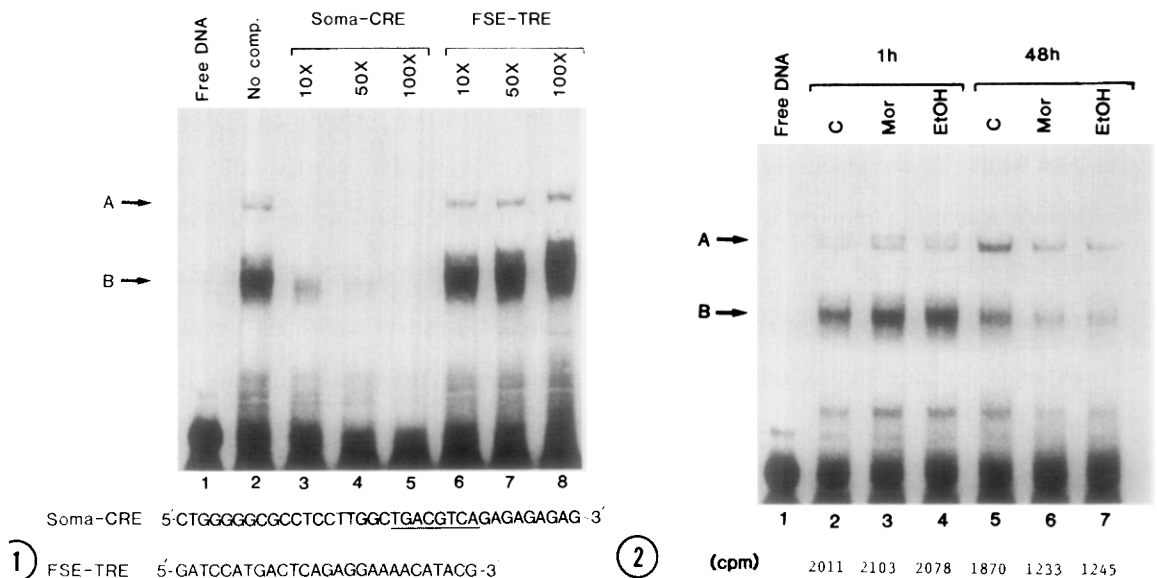 Soma-CRE FSE-TRE
Free DNA
No comp.
10X
50X
100X
10X
50X
100X
A
B
1 2 3 4 5 6 7 8
Soma-CRE 5'-CTGGGGGCGCCTCCTTGGCTGACGTCAGAGAGAGAG-3'
FSE-TRE 5'-GATCCATGACTCAGAGGAAAACATACG-3'
1
1h 48h
Free DNA
C
Mor
EtOH
C
Mor
EtOH
A
B
1 2 3 4 5 6 7
2
(cpm) 2011 2103 2078 1870 1233 1245